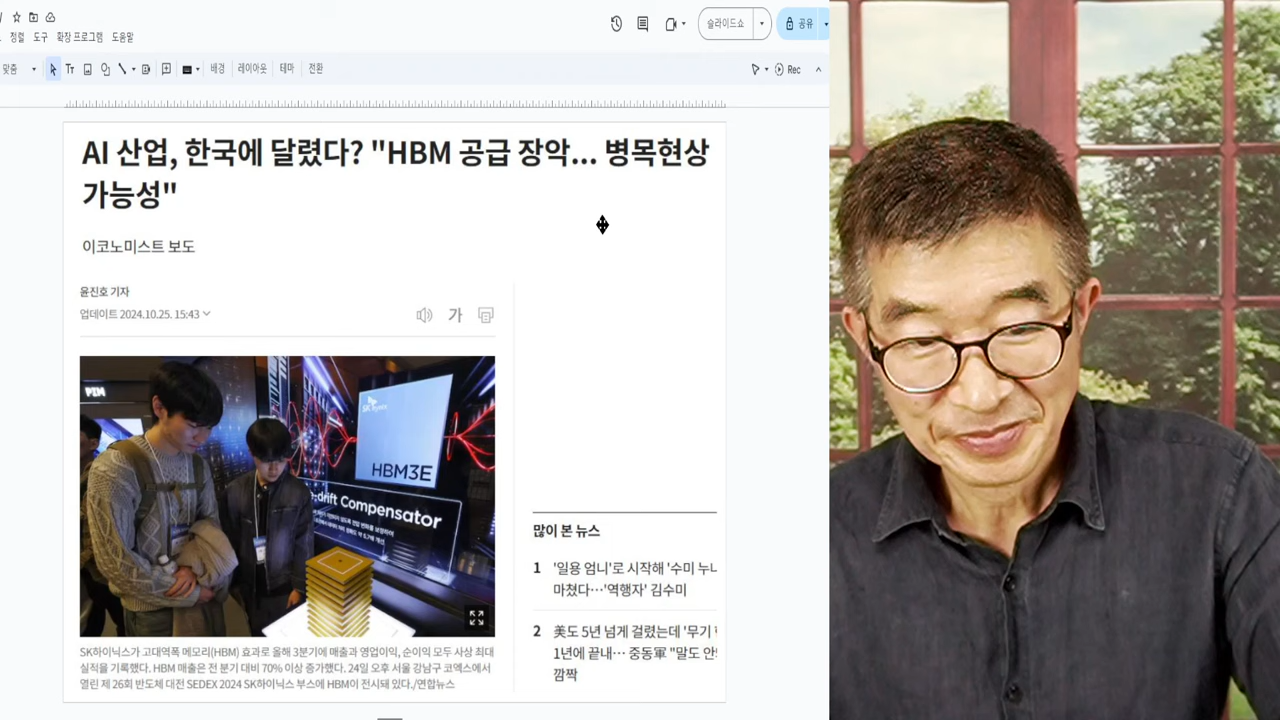 슬라이드쇼
공유
정렬 도구 확장 프로그램 도움말
맞춤
배경 레이아웃 테마 전환
Rec
AI 산업, 한국에 달렸다? "HBM 공급 장악... 병목현상
가능성"
이코노미스트 보도
윤진호 기자
업데이트 2024.10.25. 15:43
가
SK hynix
HBM3E
e-drift Compensator
SK하이닉스가 고대역폭 메모리(HBM) 효과로 올해 3분기에 매출과 영업이익, 순이익 모두 사상 최대
실적을 기록했다. HBM 매출은 전 분기 대비 70% 이상 증가했다. 24일 오후 서울 강남구 코엑스에서
열린 제 26회 반도체 대전 SEDEX 2024 SK하이닉스 부스에 HBM이 전시돼 있다./연합뉴스
많이 본 뉴스
1 '일용 엄니'로 시작해 '수미 누나
마쳤다…'역행자' 김수미
2 美도 5년 넘게 걸렸는데 '무기
1년에 끝내… 중동軍 "말도 안
깜짝